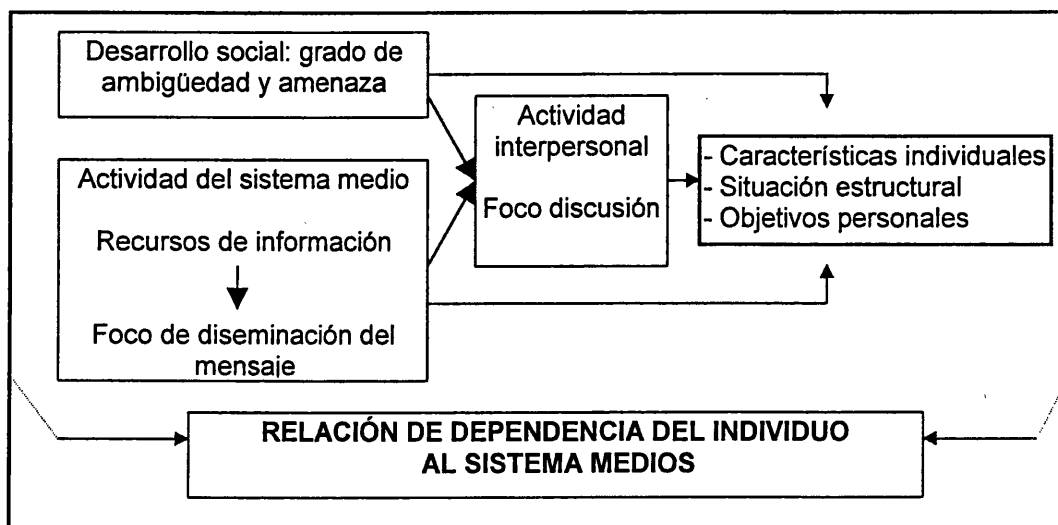 Desarrollo social: grado de
ambigüedad y amenaza
Actividad del sistema medio
Recursos de información
Foco de diseminación del
mensaje
Actividad
interpersonal
Foco discusión
- Características individuales
- Situación estructural
- Objetivos personales
RELACIÓN DE DEPENDENCIA DEL INDIVIDUO
AL SISTEMA MEDIOS